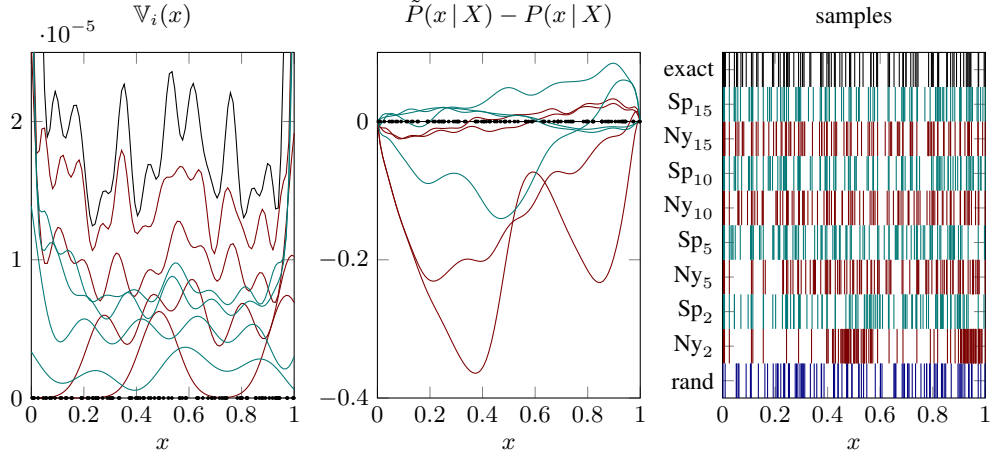 𝕍ᵢ(x)
·10⁻⁵
2
1
0
0 0.2 0.4 0.6 0.8 1
x
P̃(x | X) − P(x | X)
0
−0.2
−0.4
0 0.2 0.4 0.6 0.8 1
x
samples
exact
Sp₁₅
Ny₁₅
Sp₁₀
Ny₁₀
Sp₅
Ny₅
Sp₂
Ny₂
rand
0 0.2 0.4 0.6 0.8 1
x